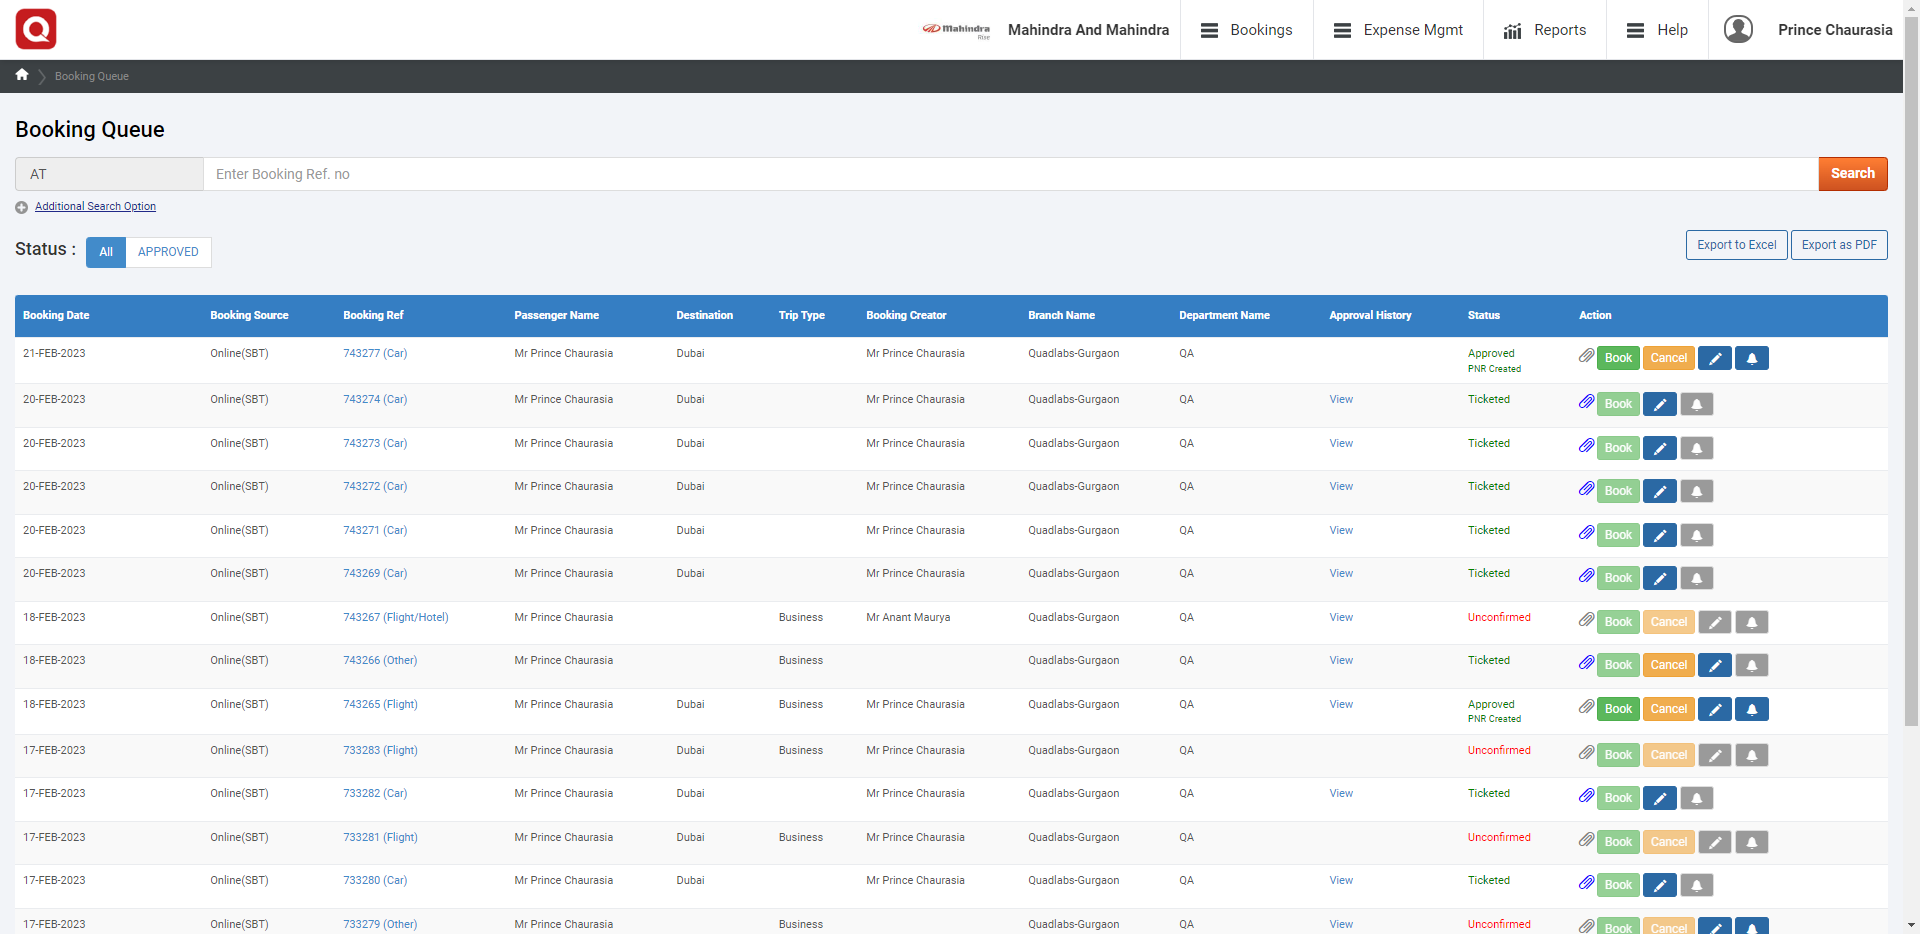 Mahindra
Rise
Mahindra And Mahindra
Bookings
Expense Mgmt
Reports
Help
Prince Chaurasia
Booking Queue
Booking Queue
AT
Enter Booking Ref. no
Search
Additional Search Option
Status :
All
APPROVED
Export to Excel
Export as PDF
Booking Date Booking Source Booking Ref Passenger Name Destination Trip Type Booking Creator Branch Name Department Name Approval History Status Action
21-FEB-2023 Online(SBT) 743277 (Car) Mr Prince Chaurasia Dubai Mr Prince Chaurasia Quadlabs-Gurgaon QA Approved Book Cancel
PNR Created
20-FEB-2023 Online(SBT) 743274 (Car) Mr Prince Chaurasia Dubai Mr Prince Chaurasia Quadlabs-Gurgaon QA View Ticketed Book
20-FEB-2023 Online(SBT) 743273 (Car) Mr Prince Chaurasia Dubai Mr Prince Chaurasia Quadlabs-Gurgaon QA View Ticketed Book
20-FEB-2023 Online(SBT) 743272 (Car) Mr Prince Chaurasia Dubai Mr Prince Chaurasia Quadlabs-Gurgaon QA View Ticketed Book
20-FEB-2023 Online(SBT) 743271 (Car) Mr Prince Chaurasia Dubai Mr Prince Chaurasia Quadlabs-Gurgaon QA View Ticketed Book
20-FEB-2023 Online(SBT) 743269 (Car) Mr Prince Chaurasia Dubai Mr Prince Chaurasia Quadlabs-Gurgaon QA View Ticketed Book
18-FEB-2023 Online(SBT) 743267 (Flight/Hotel) Mr Prince Chaurasia Business Mr Anant Maurya Quadlabs-Gurgaon QA View Unconfirmed Book Cancel
18-FEB-2023 Online(SBT) 743266 (Other) Mr Prince Chaurasia Business Quadlabs-Gurgaon QA View Ticketed Book Cancel
18-FEB-2023 Online(SBT) 743265 (Flight) Mr Prince Chaurasia Dubai Business Mr Prince Chaurasia Quadlabs-Gurgaon QA View Approved Book Cancel
PNR Created
17-FEB-2023 Online(SBT) 733283 (Flight) Mr Prince Chaurasia Dubai Business Mr Prince Chaurasia Quadlabs-Gurgaon QA Unconfirmed Book Cancel
17-FEB-2023 Online(SBT) 733282 (Car) Mr Prince Chaurasia Dubai Mr Prince Chaurasia Quadlabs-Gurgaon QA View Ticketed Book
17-FEB-2023 Online(SBT) 733281 (Flight) Mr Prince Chaurasia Dubai Business Mr Prince Chaurasia Quadlabs-Gurgaon QA Unconfirmed Book Cancel
17-FEB-2023 Online(SBT) 733280 (Car) Mr Prince Chaurasia Dubai Mr Prince Chaurasia Quadlabs-Gurgaon QA View Ticketed Book
17-FEB-2023 Online(SBT) 733279 (Other) Mr Prince Chaurasia Business Quadlabs-Gurgaon QA View Unconfirmed Book Cancel